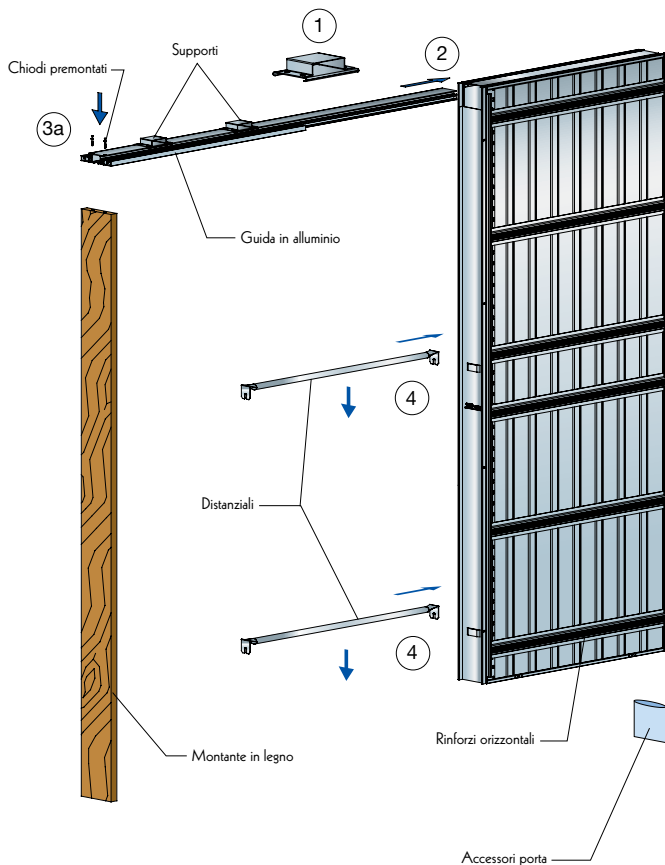 1
Supporti
2
Chiodi premontati
3a
Guida in alluminio
4
Distanziali
4
Rinforzi orizzontali
Montante in legno
Accessori porta